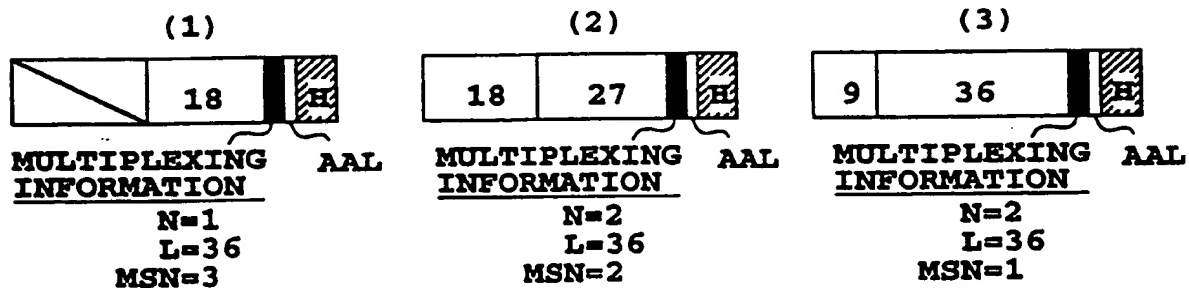 (1)
18 H
MULTIPLEXING AAL
INFORMATION
N=1
L=36
MSN=3
(2)
18 27 H
MULTIPLEXING AAL
INFORMATION
N=2
L=36
MSN=2
(3)
9 36 H
MULTIPLEXING AAL
INFORMATION
N=2
L=36
MSN=1